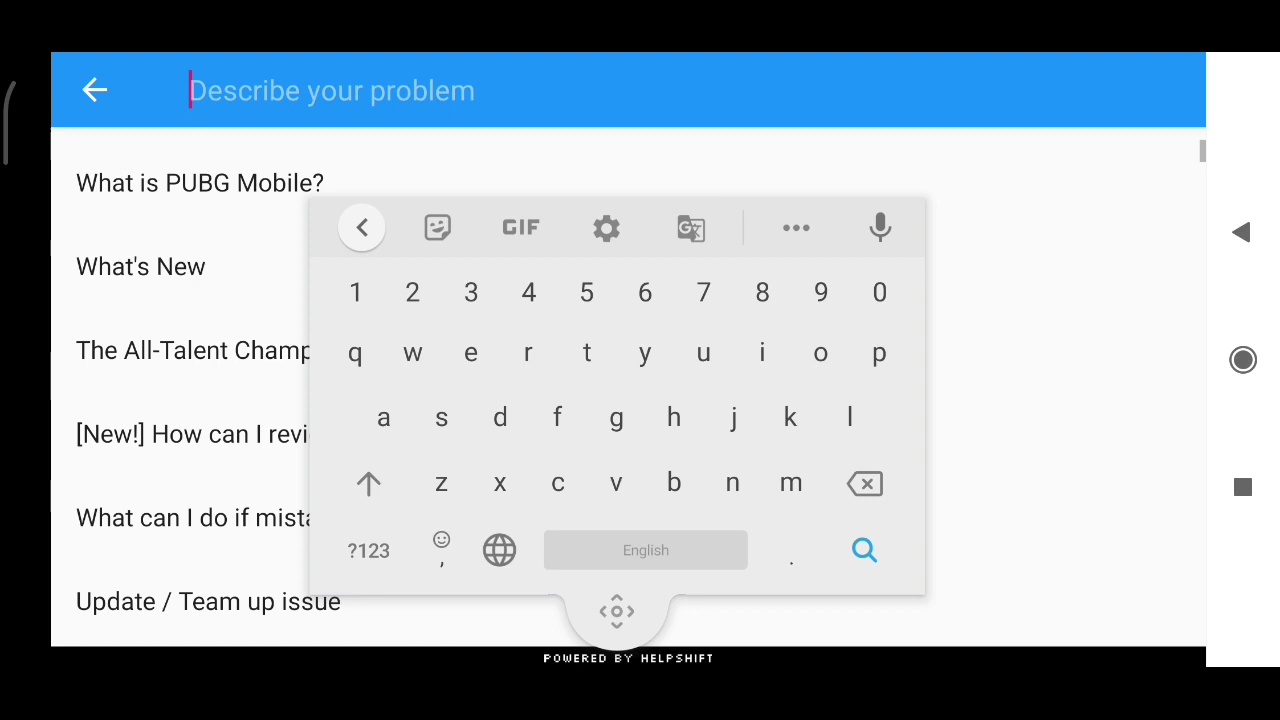 Describe your problem
What is PUBG Mobile?
GIF
What's New
1 2 3 4 5 6 7 8 9 0
The All-Talent Champ
q w e r t y u i o p
a s d f g h j k l
[New!] How can I revi
z x c v b n m
What can I do if mista
?123 , English .
Update / Team up issue
POWERED BY HELPSHIFT